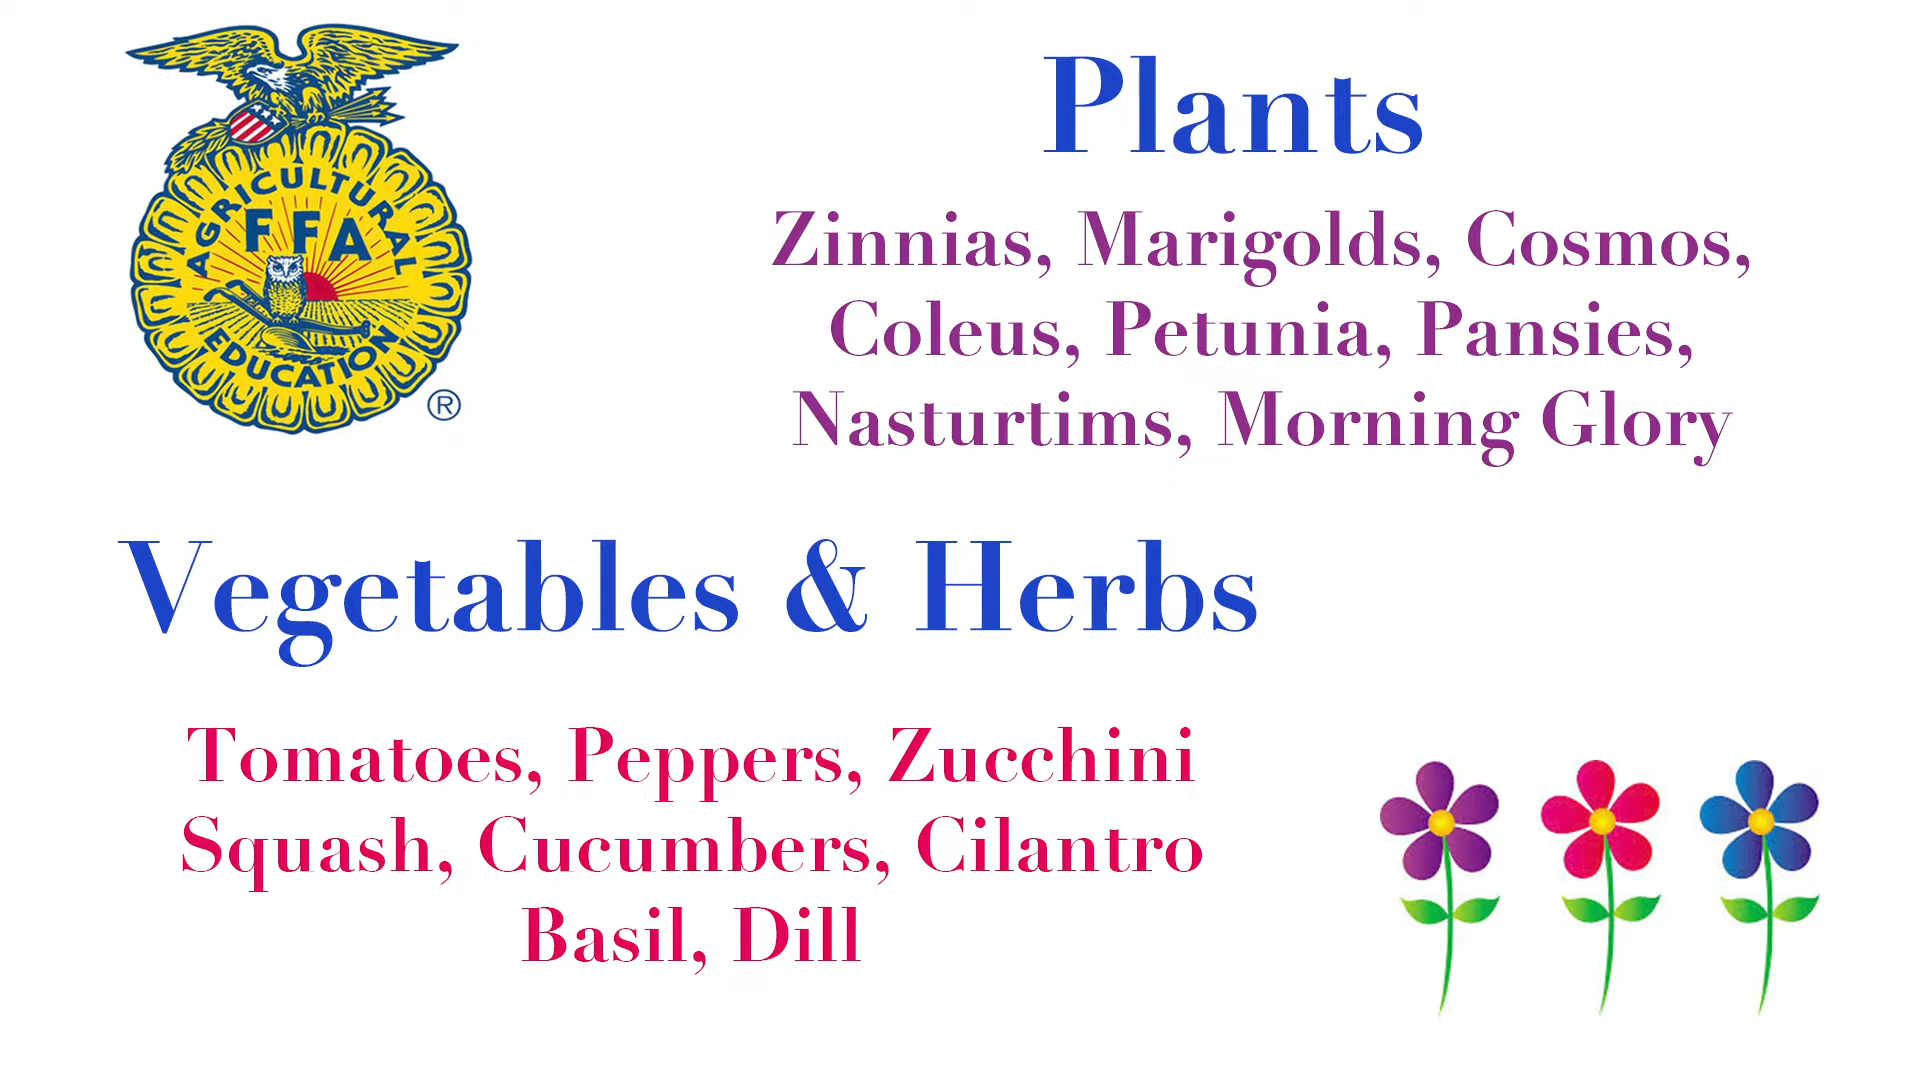 AGRICULTURAL
FFA
EDUCATION
®
Plants
Zinnias, Marigolds, Cosmos,
Coleus, Petunia, Pansies,
Nasturtims, Morning Glory
Vegetables & Herbs
Tomatoes, Peppers, Zucchini
Squash, Cucumbers, Cilantro
Basil, Dill